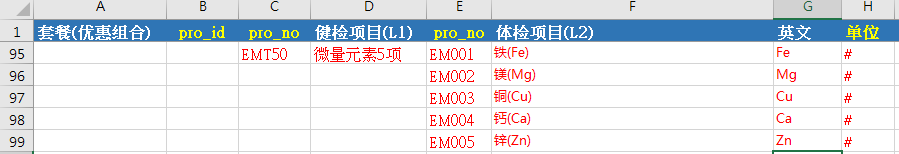 A B C D E F G H
1 套餐(优惠组合) pro_id pro_no 健检项目(L1) pro_no 体检项目(L2) 英文 单位
95 EMT50 微量元素5项 EM001 铁(Fe) Fe #
96 EM002 镁(Mg) Mg #
97 EM003 铜(Cu) Cu #
98 EM004 钙(Ca) Ca #
99 EM005 锌(Zn) Zn #